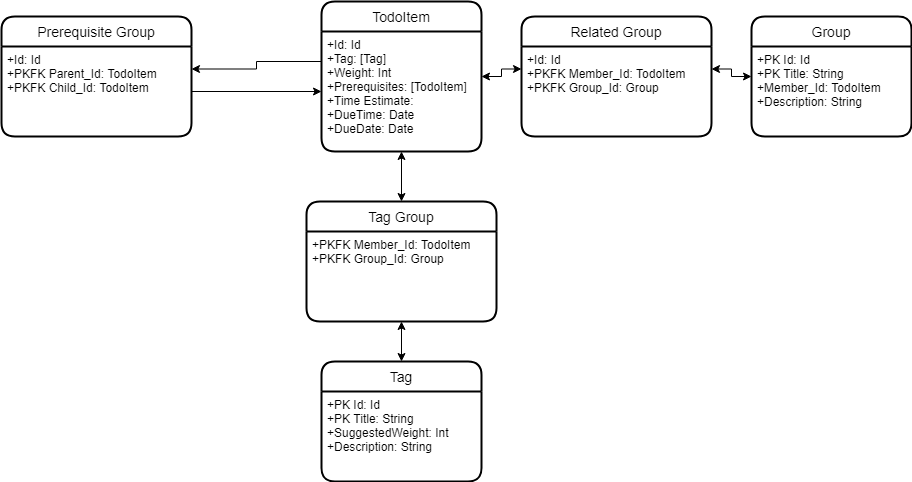 Prerequisite Group
+Id: Id
+PKFK Parent_Id: TodoItem
+PKFK Child_Id: TodoItem
TodoItem
+Id: Id
+Tag: [Tag]
+Weight: Int
+Prerequisites: [TodoItem]
+Time Estimate:
+DueTime: Date
+DueDate: Date
Related Group
+Id: Id
+PKFK Member_Id: TodoItem
+PKFK Group_Id: Group
Group
+PK Id: Id
+PK Title: String
+Member_Id: TodoItem
+Description: String
Tag Group
+PKFK Member_Id: TodoItem
+PKFK Group_Id: Group
Tag
+PK Id: Id
+PK Title: String
+SuggestedWeight: Int
+Description: String